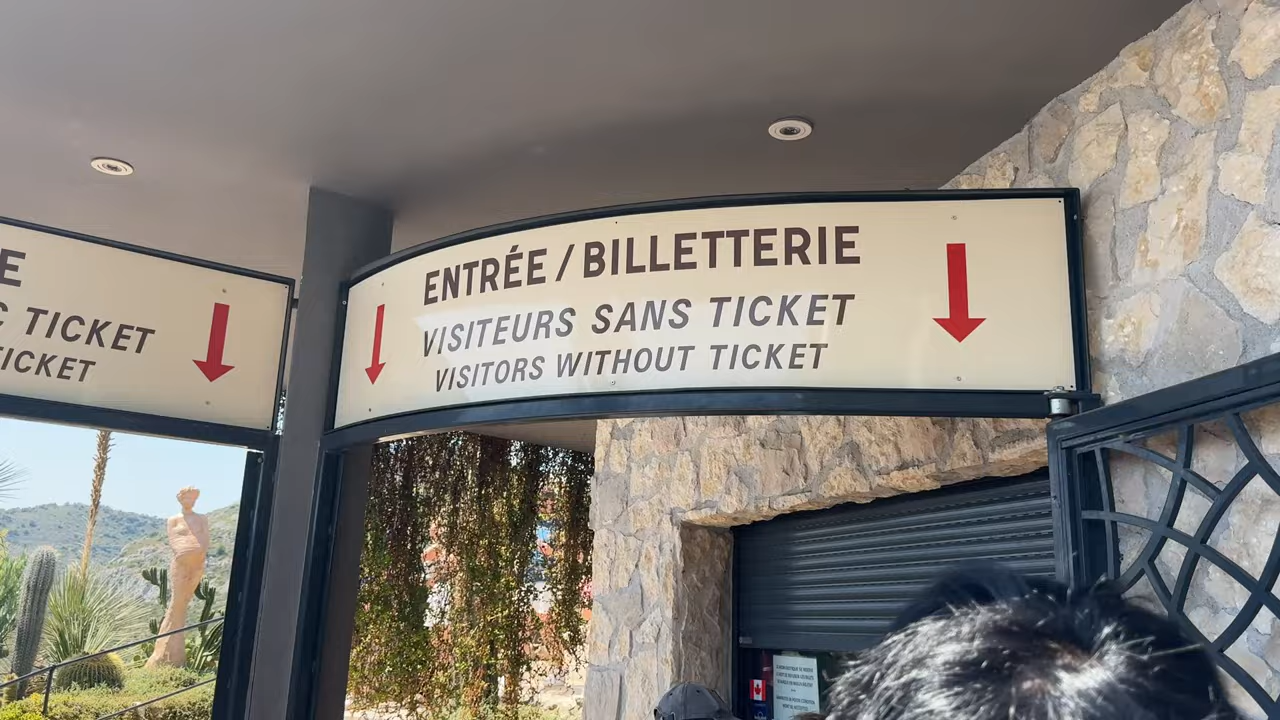 E
TICKET
TICKET
ENTRÉE / BILLETTERIE
VISITEURS SANS TICKET
VISITORS WITHOUT TICKET